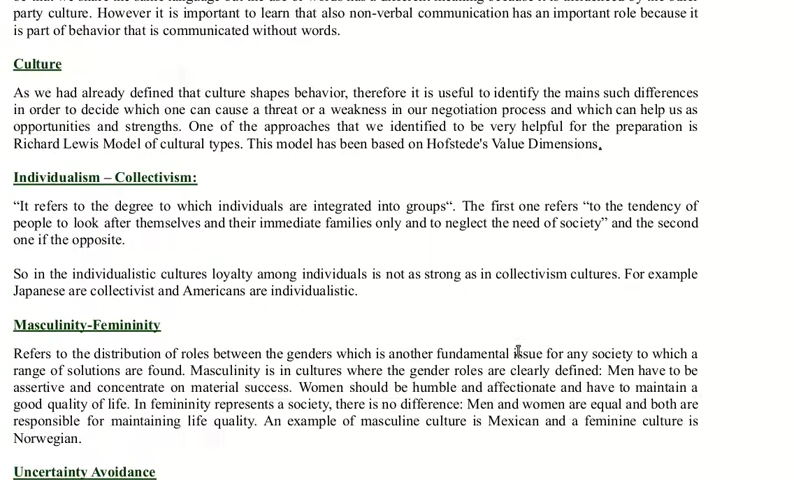 party culture. However it is important to learn that also non-verbal communication has an important role because it
is part of behavior that is communicated without words.
Culture
As we had already defined that culture shapes behavior, therefore it is useful to identify the mains such differences
in order to decide which one can cause a threat or a weakness in our negotiation process and which can help us as
opportunities and strengths. One of the approaches that we identified to be very helpful for the preparation is
Richard Lewis Model of cultural types. This model has been based on Hofstede's Value Dimensions.
Individualism – Collectivism:
“It refers to the degree to which individuals are integrated into groups“. The first one refers “to the tendency of
people to look after themselves and their immediate families only and to neglect the need of society” and the second
one if the opposite.
So in the individualistic cultures loyalty among individuals is not as strong as in collectivism cultures. For example
Japanese are collectivist and Americans are individualistic.
Masculinity-Femininity
Refers to the distribution of roles between the genders which is another fundamental issue for any society to which a
range of solutions are found. Masculinity is in cultures where the gender roles are clearly defined: Men have to be
assertive and concentrate on material success. Women should be humble and affectionate and have to maintain a
good quality of life. In femininity represents a society, there is no difference: Men and women are equal and both are
responsible for maintaining life quality. An example of masculine culture is Mexican and a feminine culture is
Norwegian.
Uncertainty Avoidance